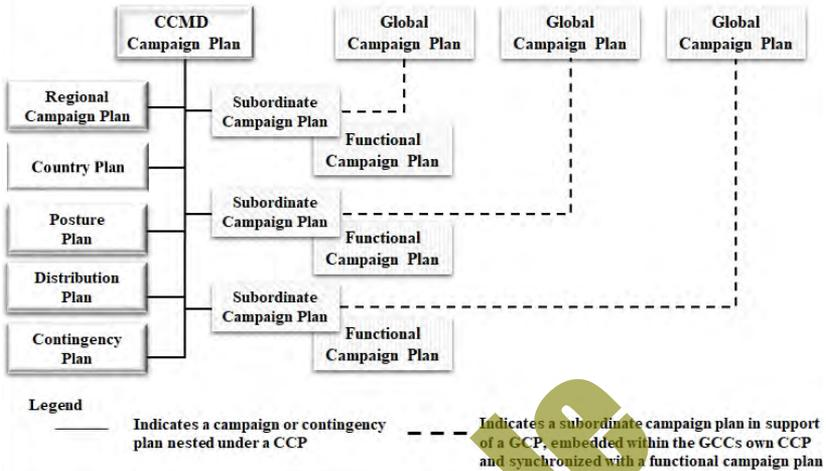 CCMD
Campaign Plan
Global
Campaign Plan
Global
Campaign Plan
Global
Campaign Plan
Regional
Campaign Plan
Country Plan
Posture
Plan
Distribution
Plan
Contingency
Plan
Subordinate
Campaign Plan
Functional
Campaign Plan
Subordinate
Campaign Plan
Functional
Campaign Plan
Subordinate
Campaign Plan
Functional
Campaign Plan
Legend
Indicates a campaign or contingency
plan nested under a CCP
Indicates a subordinate campaign plan in support
of a GCP, embedded within the GCCs own CCP
and synchronized with a functional campaign plan